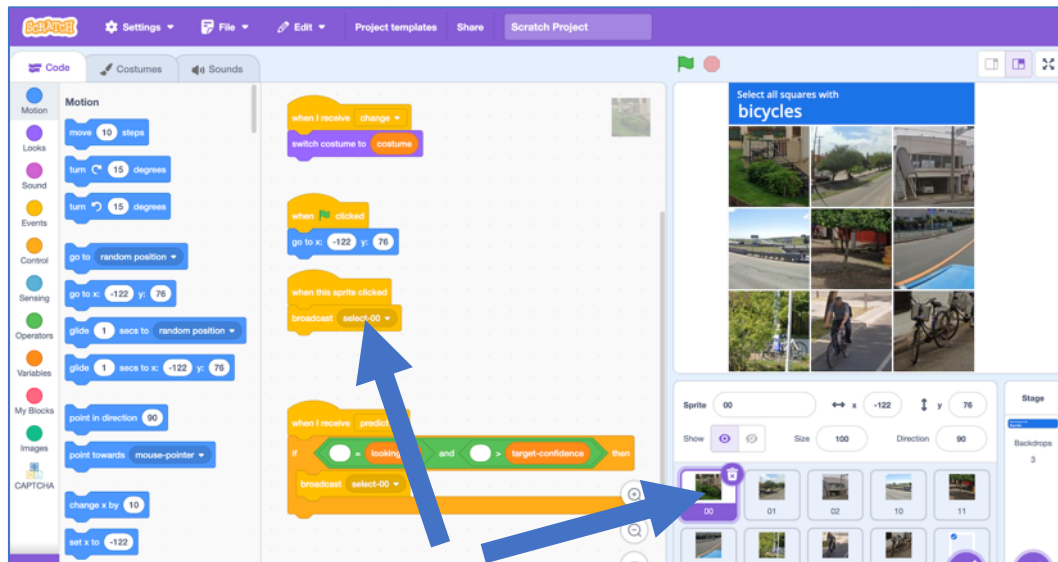 SCRATCH Settings File Edit Project templates Share Scratch Project
Code Costumes Sounds
Motion
Looks
Sound
Events
Control
Sensing
Operators
Variables
My Blocks
Images
CAPTCHA
Motion
move 10 steps
turn 15 degrees
turn 15 degrees
go to random position
go to x: -122 y: 76
glide 1 secs to random position
glide 1 secs to x: -122 y: 76
point in direction 90
point towards mouse-pointer
change x by 10
set x to -122
when I receive change
switch costume to costume
when clicked
go to x: -122 y: 76
when this sprite clicked
broadcast select-00
when I receive
if = and > target-confidence then
broadcast select-00
Select all squares with
bicycles
Sprite 00 x -122 y 76
Show Size 100 Direction 90
00 01 02 10 11
Stage
Backdrops
3